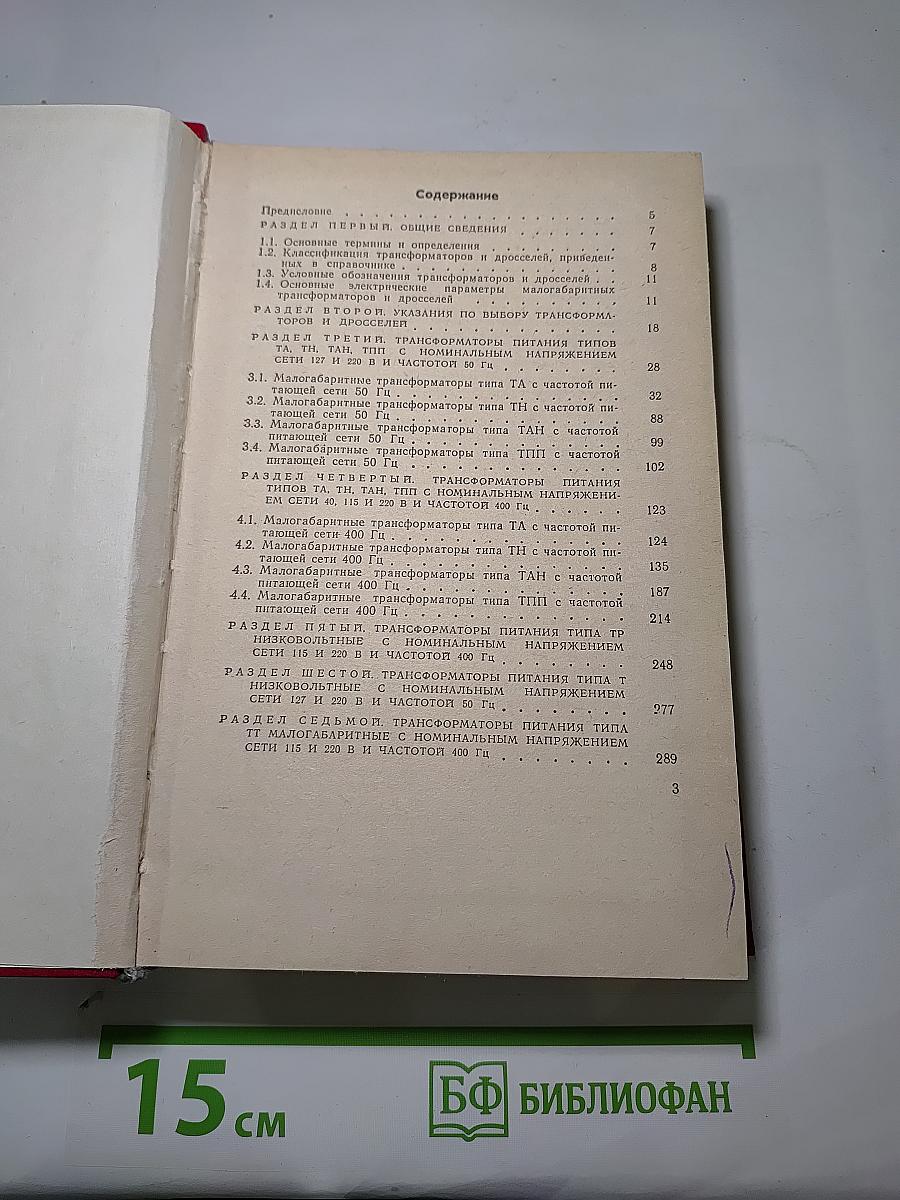 Содержание
Предисловие . . . . . . . . . . . . . . . . . . . 5
РАЗДЕЛ ПЕРВЫЙ. ОБЩИЕ СВЕДЕНИЯ . . . . . . . 7
1.1. Основные термины и определения . . . . . . . . . 7
1.2. Классификация трансформаторов и дросселей, приведен-
ных в справочнике . . . . . . . . . . . . . . . 8
1.3. Условные обозначения трансформаторов и дросселей . . 11
1.4. Основные электрические параметры малогабаритных
трансформаторов и дросселей . . . . . . . . . . 11
РАЗДЕЛ ВТОРОЙ. УКАЗАНИЯ ПО ВЫБОРУ ТРАНСФОРМА-
ТОРОВ И ДРОССЕЛЕЙ . . . . . . . . . . . . . . 18
РАЗДЕЛ ТРЕТИЙ. ТРАНСФОРМАТОРЫ ПИТАНИЯ ТИПОВ
ТА, ТН, ТАН, ТПП С НОМИНАЛЬНЫМ НАПРЯЖЕНИЕМ
СЕТИ 127 И 220 В И ЧАСТОТОЙ 50 Гц . . . . . . . . 28
3.1. Малогабаритные трансформаторы типа ТА с частотой пи-
тающей сети 50 Гц . . . . . . . . . . . . . . . 32
3.2. Малогабаритные трансформаторы типа ТН с частотой пи-
тающей сети 50 Гц . . . . . . . . . . . . . . . 88
3.3. Малогабаритные трансформаторы типа ТАН с частотой
питающей сети 50 Гц . . . . . . . . . . . . . . 99
3.4. Малогабаритные трансформаторы типа ТПП с частотой
питающей сети 50 Гц . . . . . . . . . . . . . . 102
РАЗДЕЛ ЧЕТВЕРТЫЙ. ТРАНСФОРМАТОРЫ ПИТАНИЯ
ТИПОВ ТА, ТН, ТАН, ТПП С НОМИНАЛЬНЫМ НАПРЯЖЕНИ-
ЕМ СЕТИ 40, 115 И 220 В И ЧАСТОТОЙ 400 Гц . . . . . . 123
4.1. Малогабаритные трансформаторы типа ТА с частотой пи-
тающей сети 400 Гц . . . . . . . . . . . . . . . 124
4.2. Малогабаритные трансформаторы типа ТН с частотой пи-
тающей сети 400 Гц . . . . . . . . . . . . . . . 135
4.3. Малогабаритные трансформаторы типа ТАН с частотой
питающей сети 400 Гц . . . . . . . . . . . . . . 187
4.4. Малогабаритные трансформаторы типа ТПП с частотой
питающей сети 400 Гц . . . . . . . . . . . . . . 214
РАЗДЕЛ ПЯТЫЙ. ТРАНСФОРМАТОРЫ ПИТАНИЯ ТИПА ТР
НИЗКОВОЛЬТНЫЕ С НОМИНАЛЬНЫМ НАПРЯЖЕНИЕМ
СЕТИ 115 И 220 В И ЧАСТОТОЙ 400 Гц . . . . . . . . 248
РАЗДЕЛ ШЕСТОЙ. ТРАНСФОРМАТОРЫ ПИТАНИЯ ТИПА Т
НИЗКОВОЛЬТНЫЕ С НОМИНАЛЬНЫМ НАПРЯЖЕНИЕМ
СЕТИ 127 И 220 В И ЧАСТОТОЙ 50 Гц . . . . . . . . 277
РАЗДЕЛ СЕДЬМОЙ. ТРАНСФОРМАТОРЫ ПИТАНИЯ ТИПА
ТТ МАЛОГАБАРИТНЫЕ С НОМИНАЛЬНЫМ НАПРЯЖЕНИЕМ
СЕТИ 115 И 220 В И ЧАСТОТОЙ 400 Гц . . . . . . . . 289
3
15 см
БФ БИБЛИОФАН